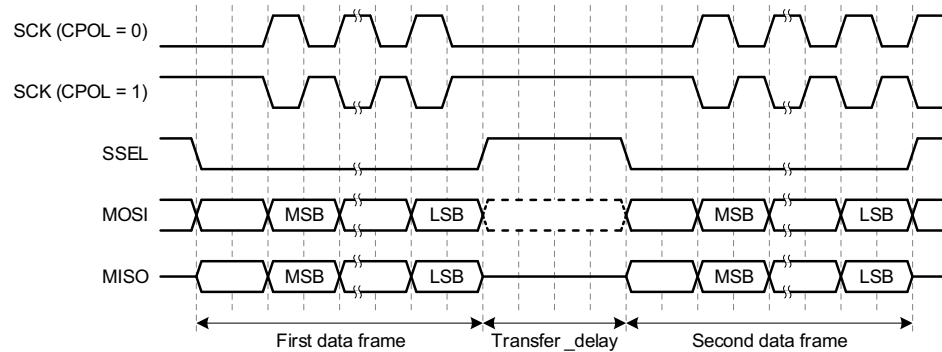 SCK (CPOL = 0)
SCK (CPOL = 1)
SSEL
MOSI MSB LSB MSB LSB
MISO MSB LSB MSB LSB
First data frame Transfer _delay Second data frame